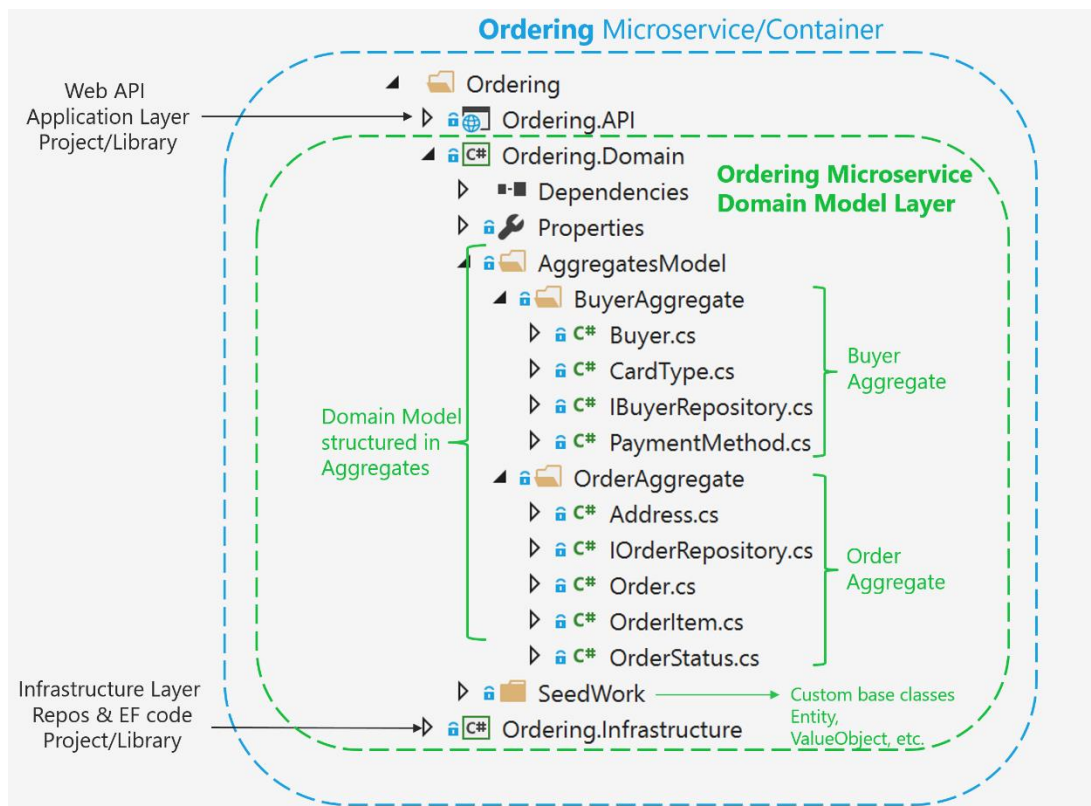 Ordering Microservice/Container
Web API
Application Layer
Project/Library
Ordering
Ordering.API
C# Ordering.Domain
Ordering Microservice
Domain Model Layer
Dependencies
Properties
AggregatesModel
BuyerAggregate
C# Buyer.cs
C# CardType.cs
C# IBuyerRepository.cs
C# PaymentMethod.cs
Buyer
Aggregate
Domain Model
structured in
Aggregates
OrderAggregate
C# Address.cs
C# IOrderRepository.cs
C# Order.cs
C# OrderItem.cs
C# OrderStatus.cs
Order
Aggregate
SeedWork
Custom base classes
Entity,
ValueObject, etc.
Infrastructure Layer
Repos & EF code
Project/Library
C# Ordering.Infrastructure